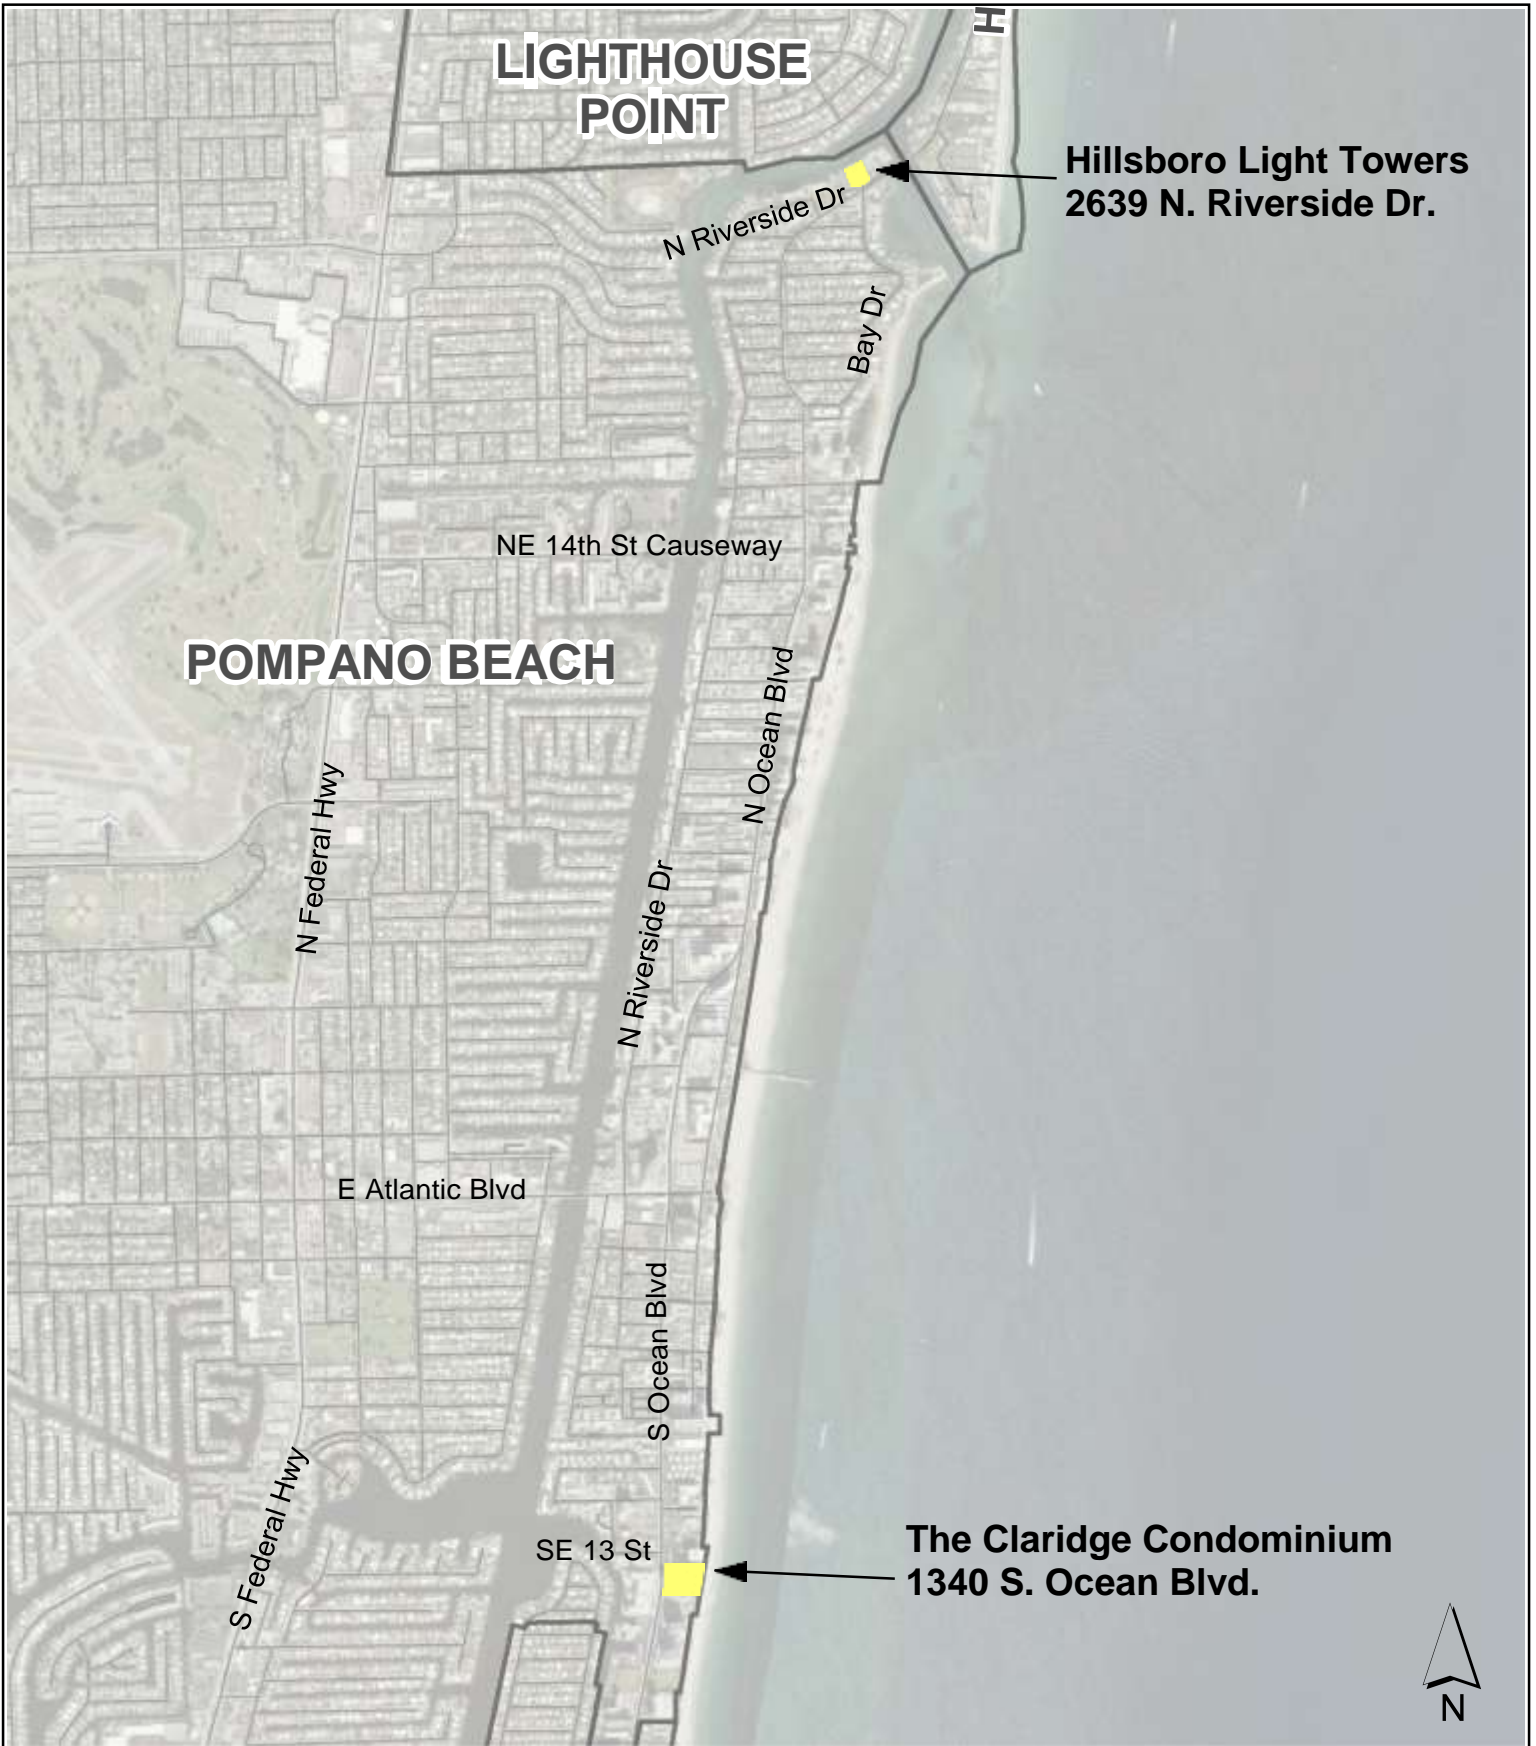 H
LIGHTHOUSE
POINT
Hillsboro Light Towers
2639 N. Riverside Dr.
N Riverside Dr
Bay Dr
NE 14th St Causeway
POMPANO BEACH
N Ocean Blvd
N Federal Hwy
N Riverside Dr
E Atlantic Blvd
S Ocean Blvd
S Federal Hwy
SE 13 St
The Claridge Condominium
1340 S. Ocean Blvd.
N